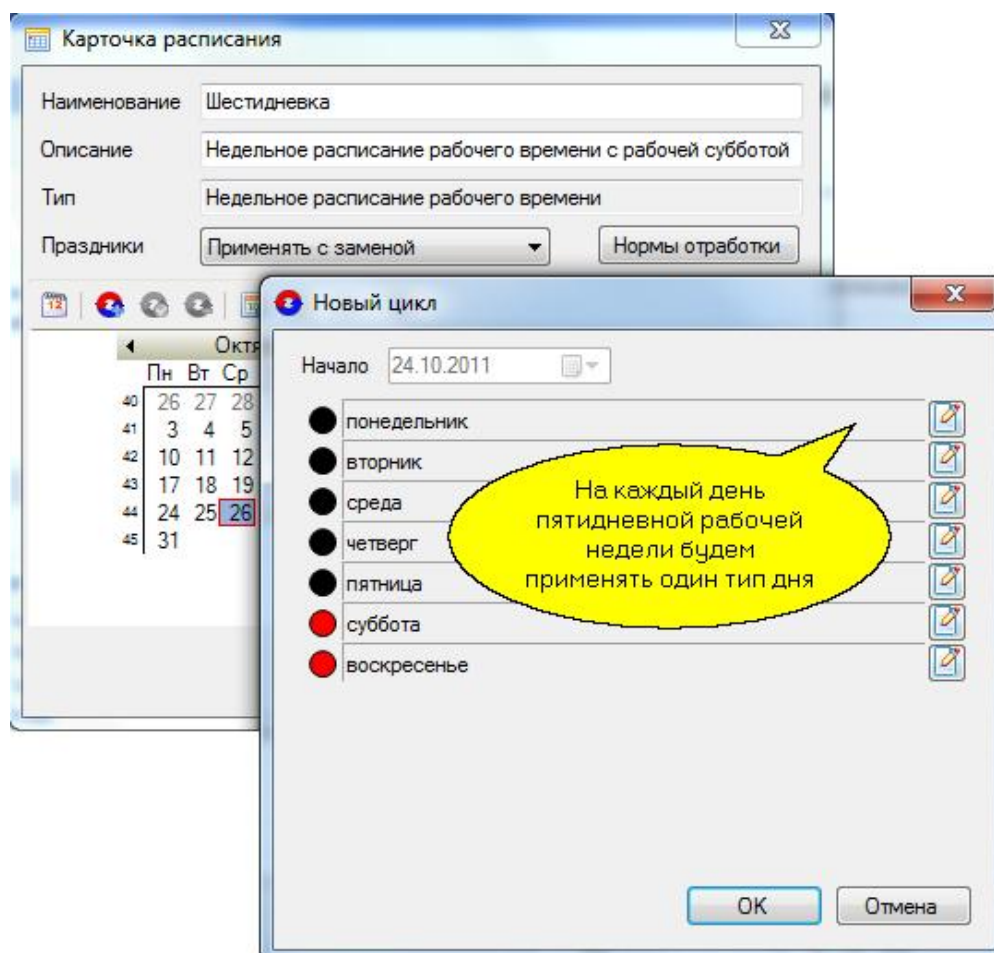 Карточка расписания
Наименование Шестидневка
Описание Недельное расписание рабочего времени с рабочей субботой
Тип Недельное расписание рабочего времени
Праздники Применять с заменой Нормы отработки
12
Новый цикл
Октя
Пн Вт Ср
40 26 27 28
41 3 4 5
42 10 11 12
43 17 18 19
44 24 25 26
45 31
Начало 24.10.2011
понедельник
вторник
среда
четверг
пятница
суббота
воскресенье
На каждый день
пятидневной рабочей
недели будем
применять один тип дня
OK Отмена